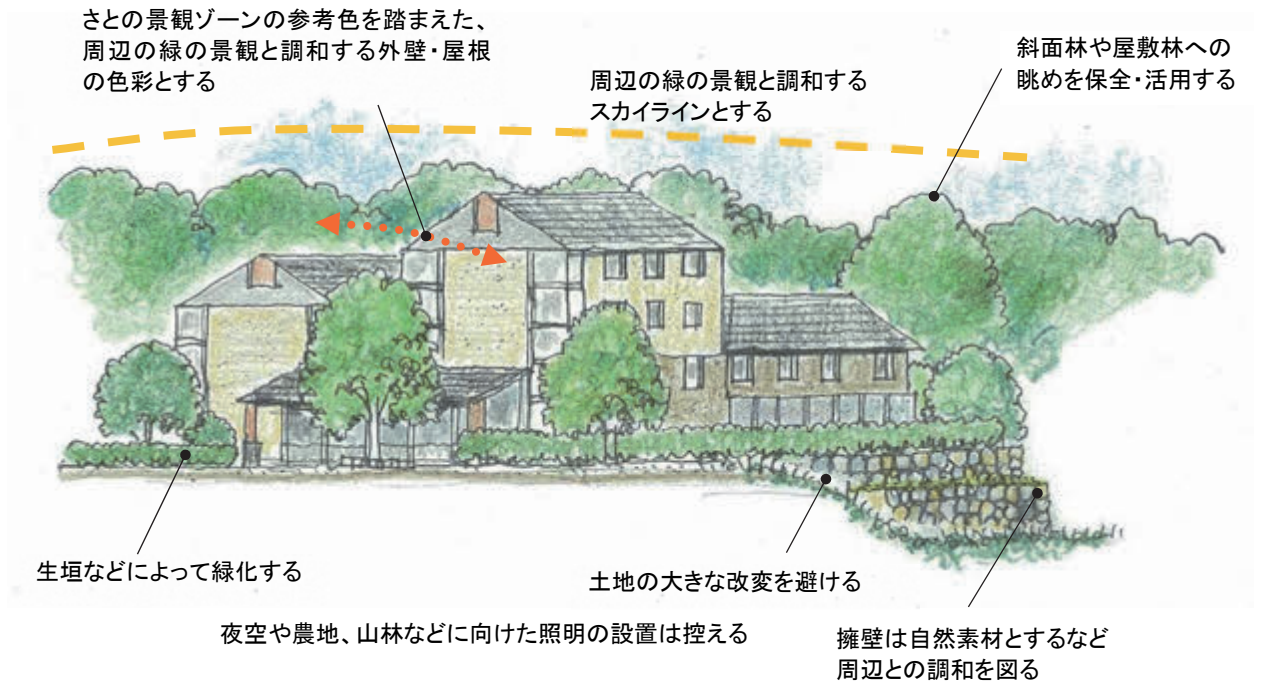 さとの景観ゾーンの参考色を踏まえた、
周辺の緑の景観と調和する外壁・屋根
の色彩とする
周辺の緑の景観と調和する
スカイラインとする
斜面林や屋敷林への
眺めを保全・活用する
生垣などによって緑化する
土地の大きな改変を避ける
夜空や農地、山林などに向けた照明の設置は控える
擁壁は自然素材とするなど
周辺との調和を図る